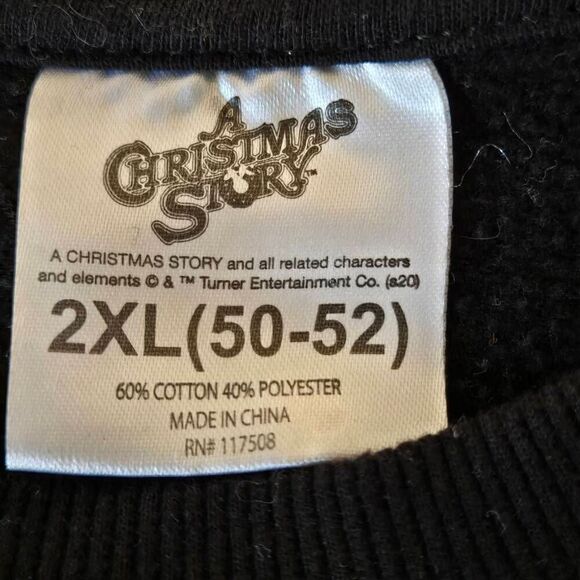 A
CHRISTMAS
STORY™
A CHRISTMAS STORY and all related characters
and elements © & ™ Turner Entertainment Co. (s20)
2XL(50-52)
60% COTTON 40% POLYESTER
MADE IN CHINA
RN# 117508